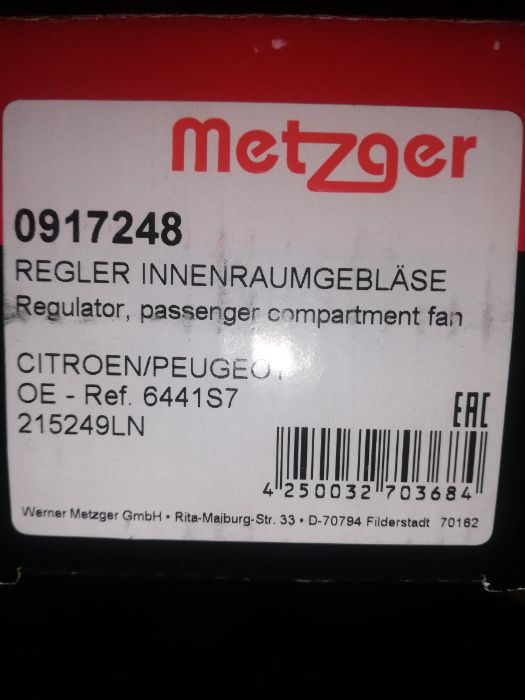 Metzger
0917248
REGLER INNENRAUMGEBLÄSE
Regulator, passenger compartment fan
CITROEN/PEUGEOT
OE - Ref. 6441S7
215249LN
EAC
4 250032 703684
Werner Metzger GmbH • Rita-Maiburg-Str. 33 • D-70794 Filderstadt 70162